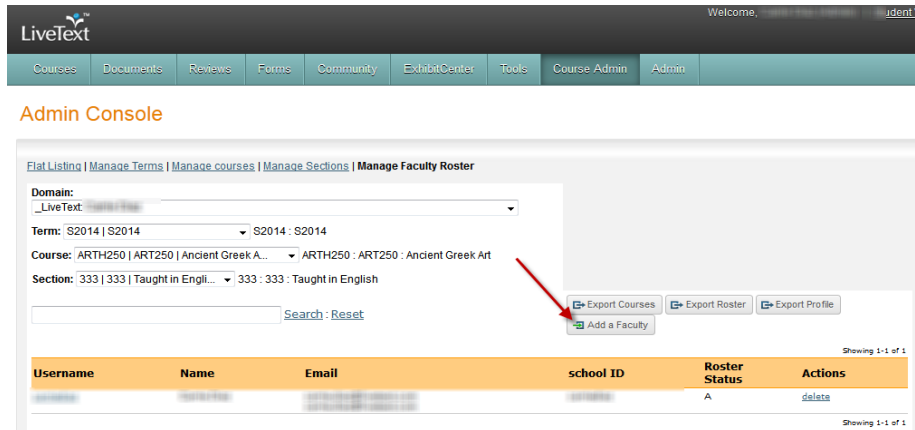 Welcome,
udent
LiveText™
Courses Documents Reviews Forms Community ExhibitCenter Tools Course Admin Admin
Admin Console
Flat Listing | Manage Terms | Manage courses | Manage Sections | Manage Faculty Roster
Domain:
_LiveText:
Term: S2014 | S2014 S2014 : S2014
Course: ARTH250 | ART250 | Ancient Greek A... ARTH250 : ART250 : Ancient Greek Art
Section: 333 | 333 | Taught in Engli... 333 : 333 : Taught in English
Search : Reset
Export Courses Export Roster Export Profile
Add a Faculty
Showing 1-1 of 1
Username Name Email school ID Roster Status Actions
A delete
Showing 1-1 of 1